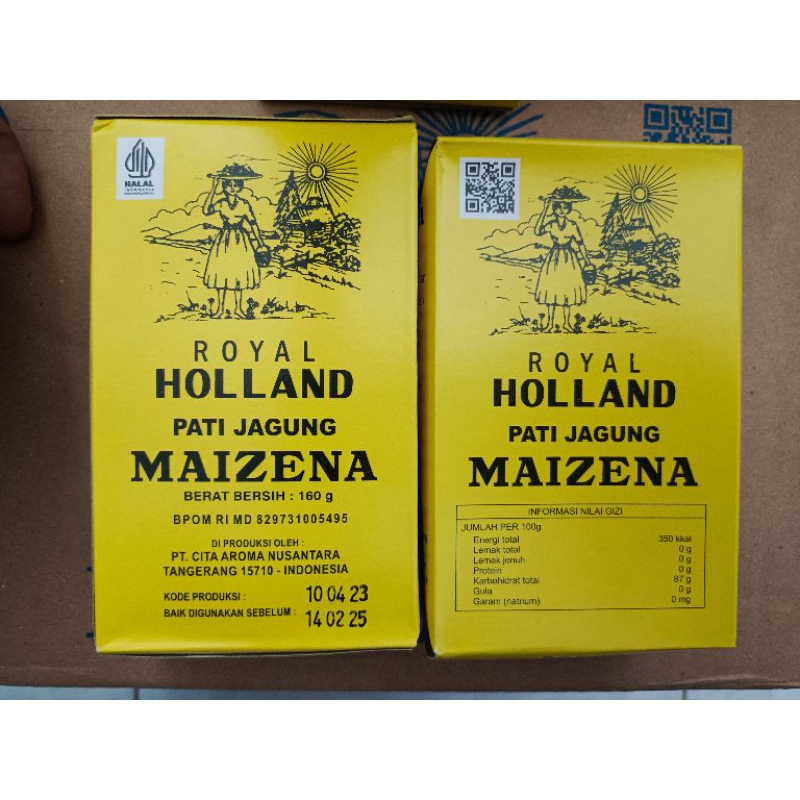 HALAL
INDONESIA
ROYAL
HOLLAND
PATI JAGUNG
MAIZENA
BERAT BERSIH : 160 g
BPOM RI MD 829731005495
DI PRODUKSI OLEH :
PT. CITA AROMA NUSANTARA
TANGERANG 15710 - INDONESIA
KODE PRODUKSI : 10 04 23
BAIK DIGUNAKAN SEBELUM : 14 02 25
ROYAL
HOLLAND
PATI JAGUNG
MAIZENA
INFORMASI NILAI GIZI
JUMLAH PER 100g
Energi total 350 kkal
Lemak total 0 g
Lemak jenuh 0 g
Protein 0 g
Karbohidrat total 87 g
Gula 0 g
Garam (natrium) 0 mg